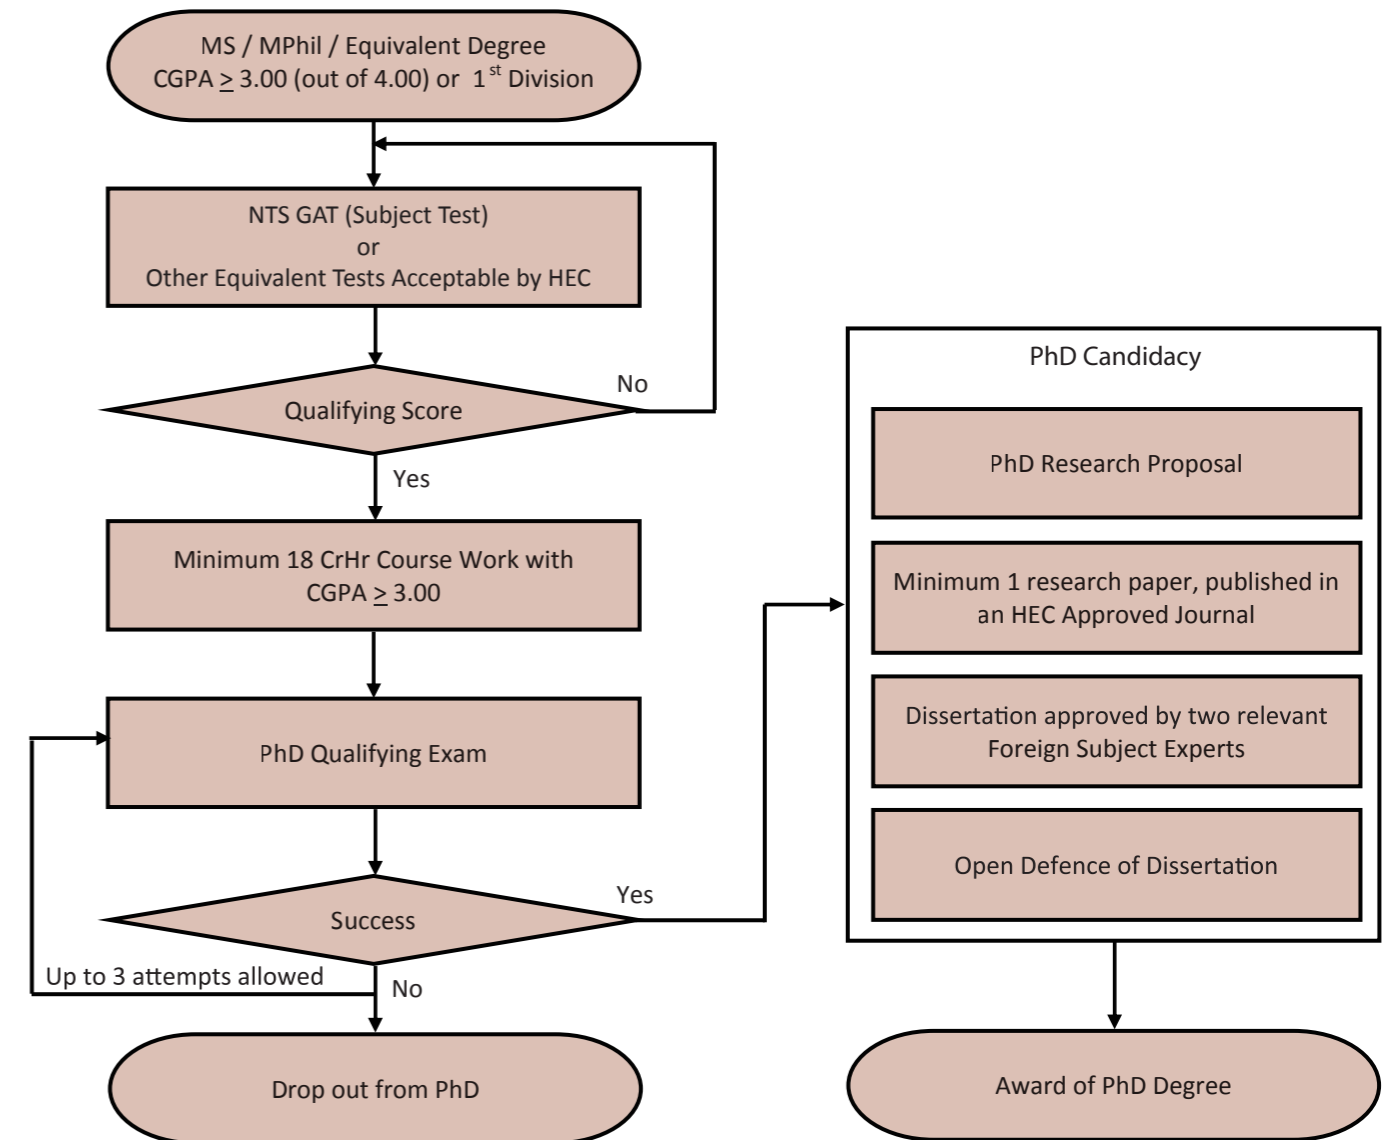 MS / MPhil / Equivalent Degree
CGPA ≥ 3.00 (out of 4.00) or 1st Division
NTS GAT (Subject Test)
or
Other Equivalent Tests Acceptable by HEC
Qualifying Score
No
Yes
Minimum 18 CrHr Course Work with
CGPA ≥ 3.00
PhD Qualifying Exam
Success
Yes
Up to 3 attempts allowed
No
Drop out from PhD
PhD Candidacy
PhD Research Proposal
Minimum 1 research paper, published in
an HEC Approved Journal
Dissertation approved by two relevant
Foreign Subject Experts
Open Defence of Dissertation
Award of PhD Degree